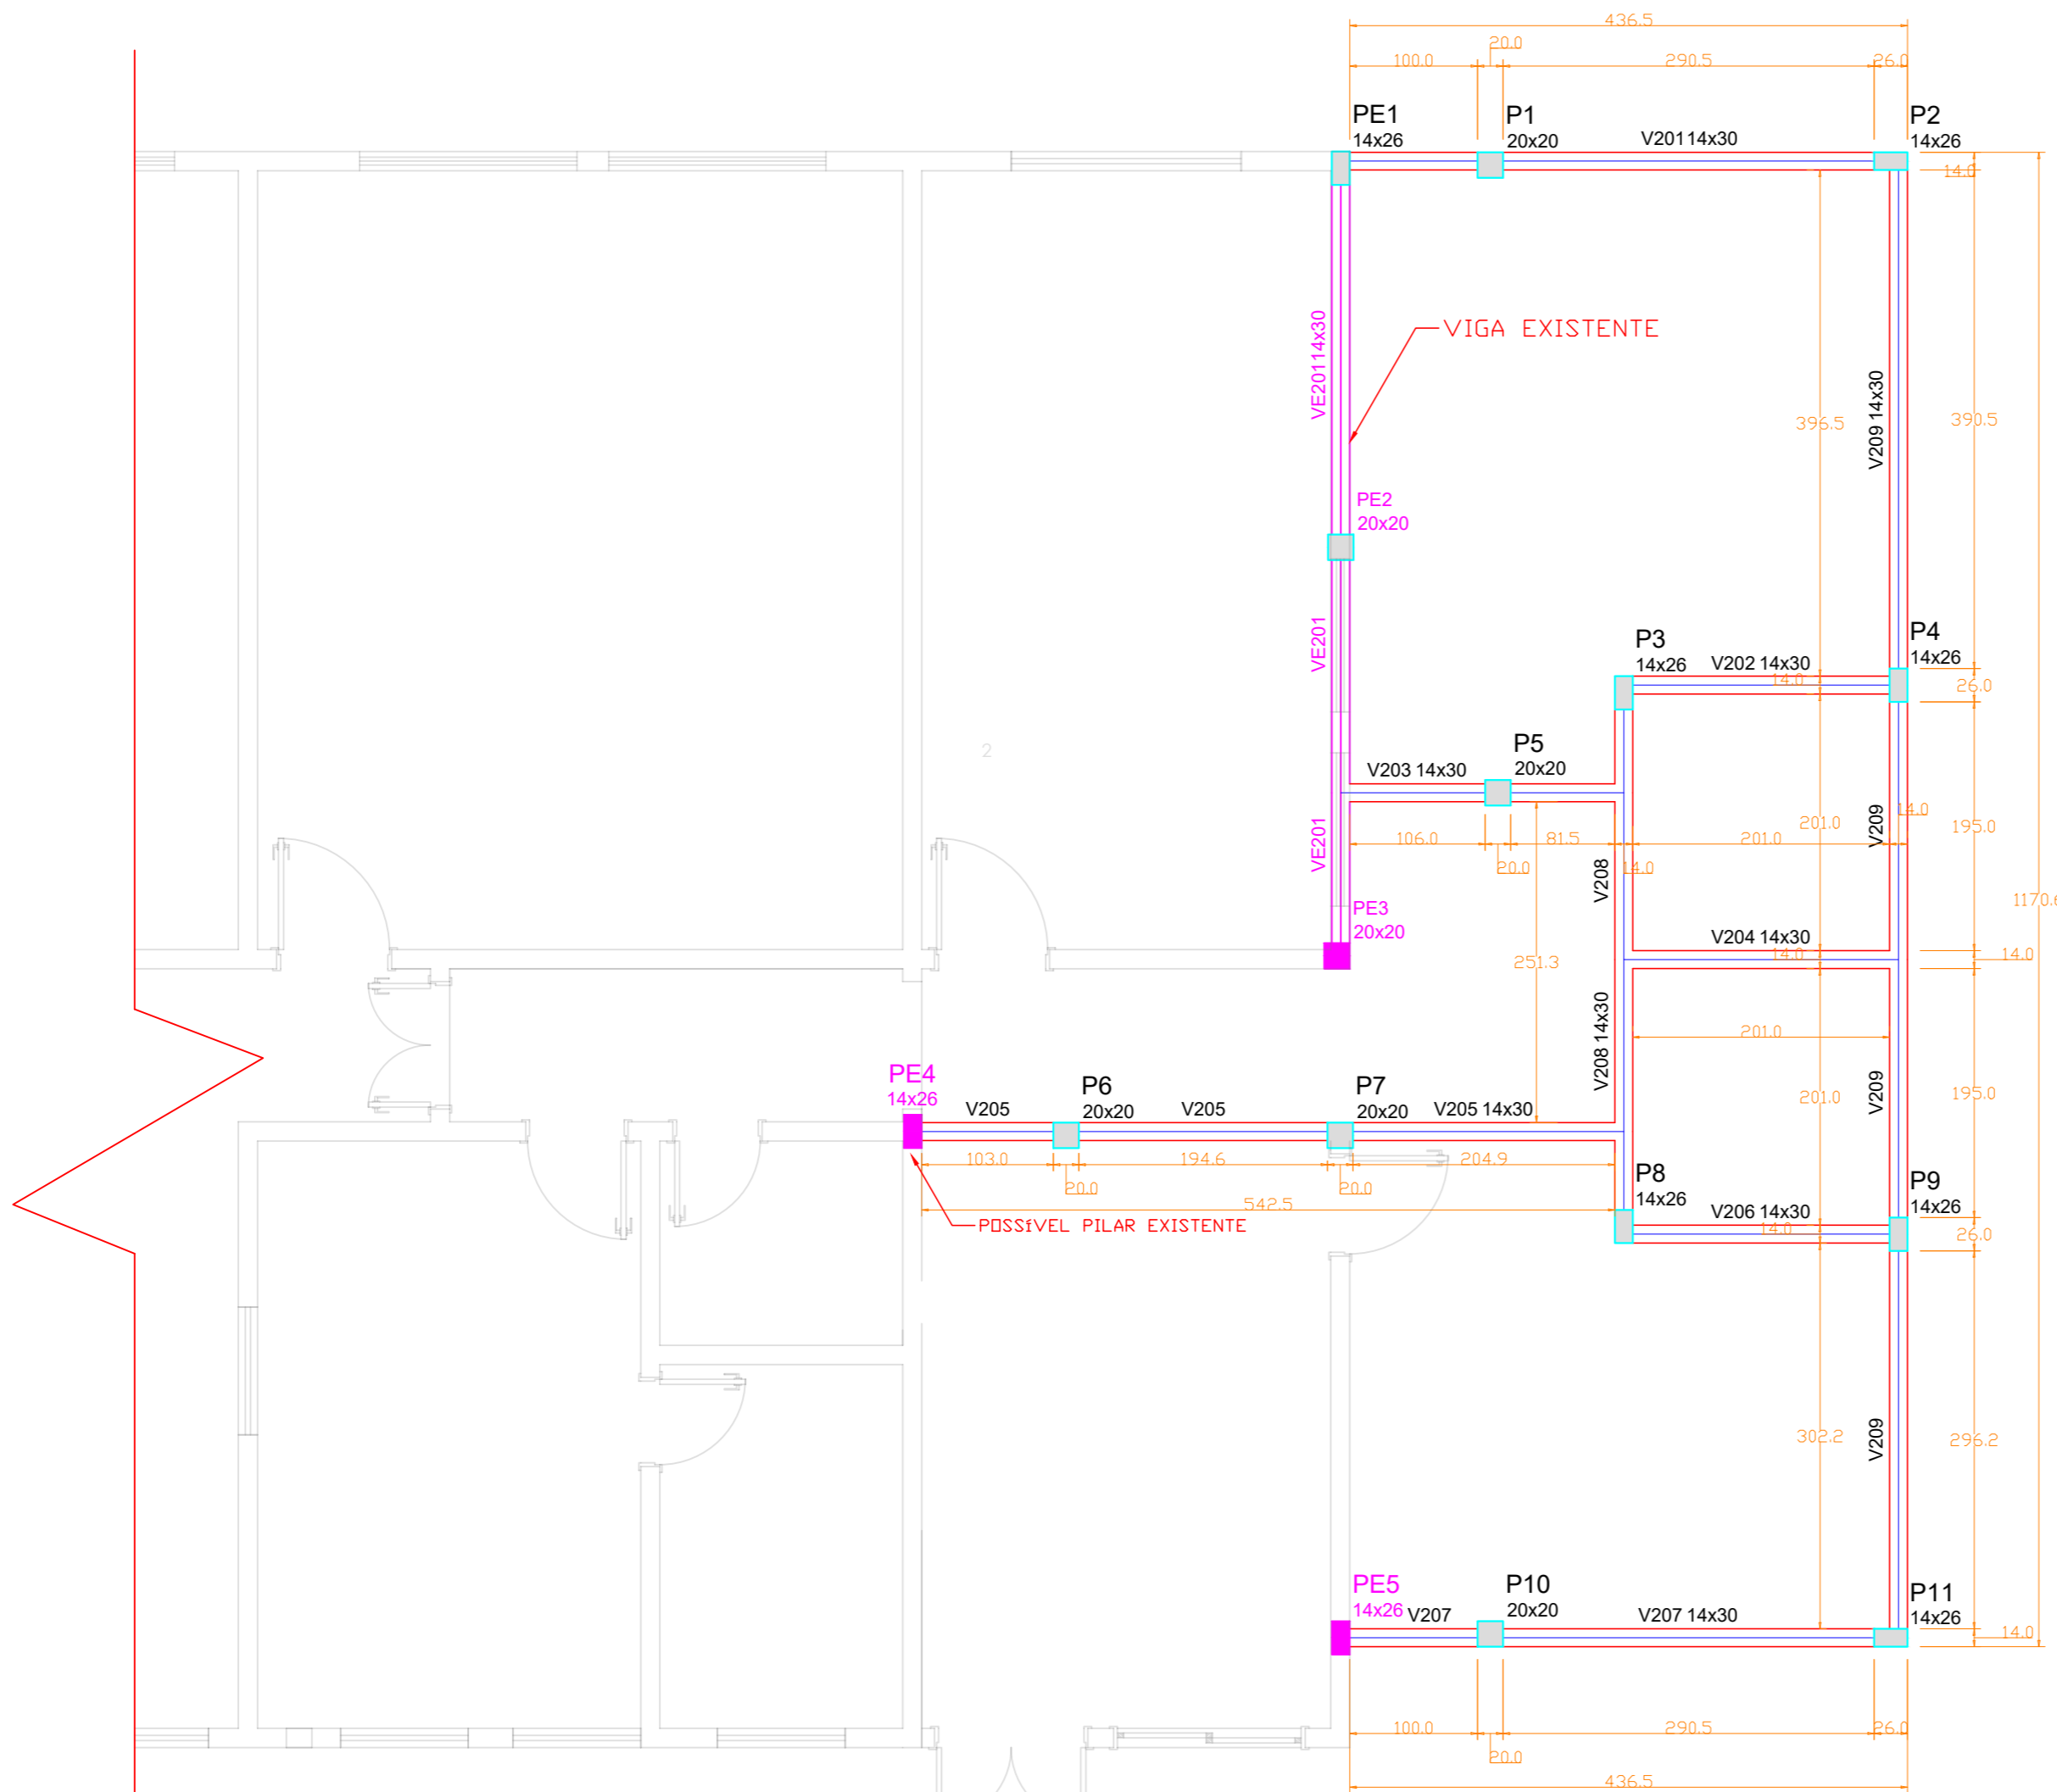 436.5
20.0
100.0
290.5
26.0
PE1
14x26
P1
20x20
V201 14x30
P2
14x26
14.0
VE201 14x30
VIGA EXISTENTE
V209 14x30
396.5
390.5
PE2
20x20
VE201
P3
14x26
V202 14x30
14.0
P4
14x26
26.0
2
V203 14x30
P5
20x20
106.0
20.0
81.5
14.0
201.0
201.0
V209
14.0
195.0
VE201
V208
PE3
20x20
1170.6
V204 14x30
14.0
14.0
251.3
V208 14x30
201.0
PE4
14x26
V205
P6
20x20
V205
P7
20x20
V205 14x30
201.0
V209
195.0
103.0
20.0
194.6
20.0
204.9
542.5
POSSíVEL PILAR EXISTENTE
P8
14x26
V206 14x30
14.0
P9
14x26
26.0
302.2
V209
296.2
PE5
14x26
V207
P10
20x20
V207 14x30
P11
14x26
14.0
100.0
20.0
290.5
26.0
436.5